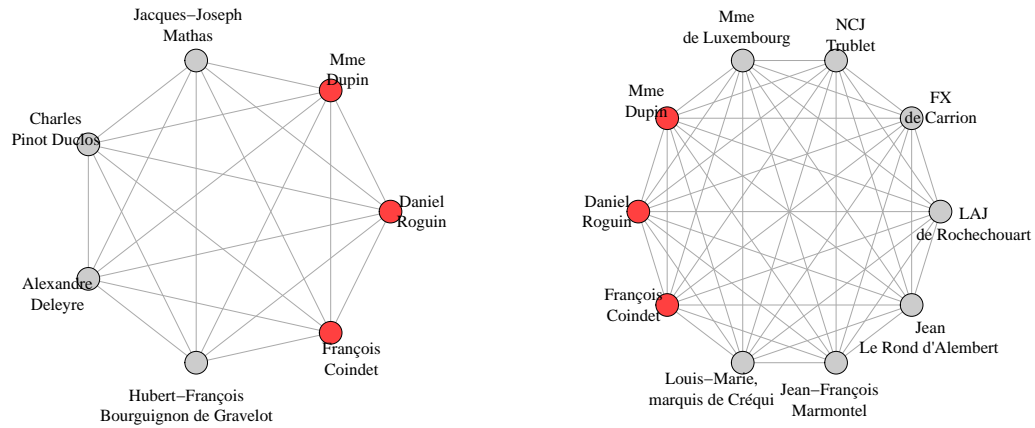 Jacques−Joseph
Mathas
Mme
Dupin
Charles
Pinot Duclos
Daniel
Roguin
Alexandre
Deleyre
François
Coindet
Hubert−François
Bourguignon de Gravelot
Mme
de Luxembourg
NCJ
Trublet
Mme
Dupin
FX
de Carrion
Daniel
Roguin
LAJ
de Rochechouart
François
Coindet
Jean
Le Rond d'Alembert
Louis−Marie,
marquis de Créqui
Jean−François
Marmontel